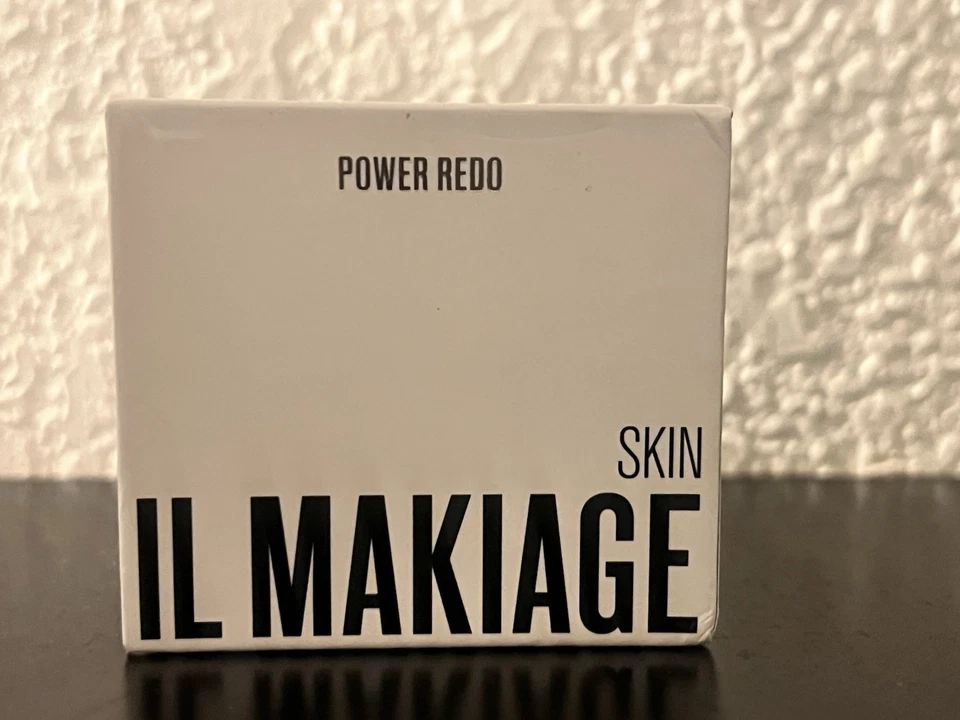 POWER REDO
SKIN
IL MAKIAGE